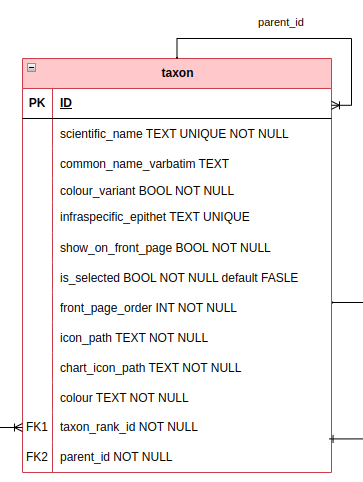 parent_id
taxon
PK ID
scientific_name TEXT UNIQUE NOT NULL
common_name_varbatim TEXT
colour_variant BOOL NOT NULL
infraspecific_epithet TEXT UNIQUE
show_on_front_page BOOL NOT NULL
is_selected BOOL NOT NULL default FASLE
front_page_order INT NOT NULL
icon_path TEXT NOT NULL
chart_icon_path TEXT NOT NULL
colour TEXT NOT NULL
FK1 taxon_rank_id NOT NULL
FK2 parent_id NOT NULL